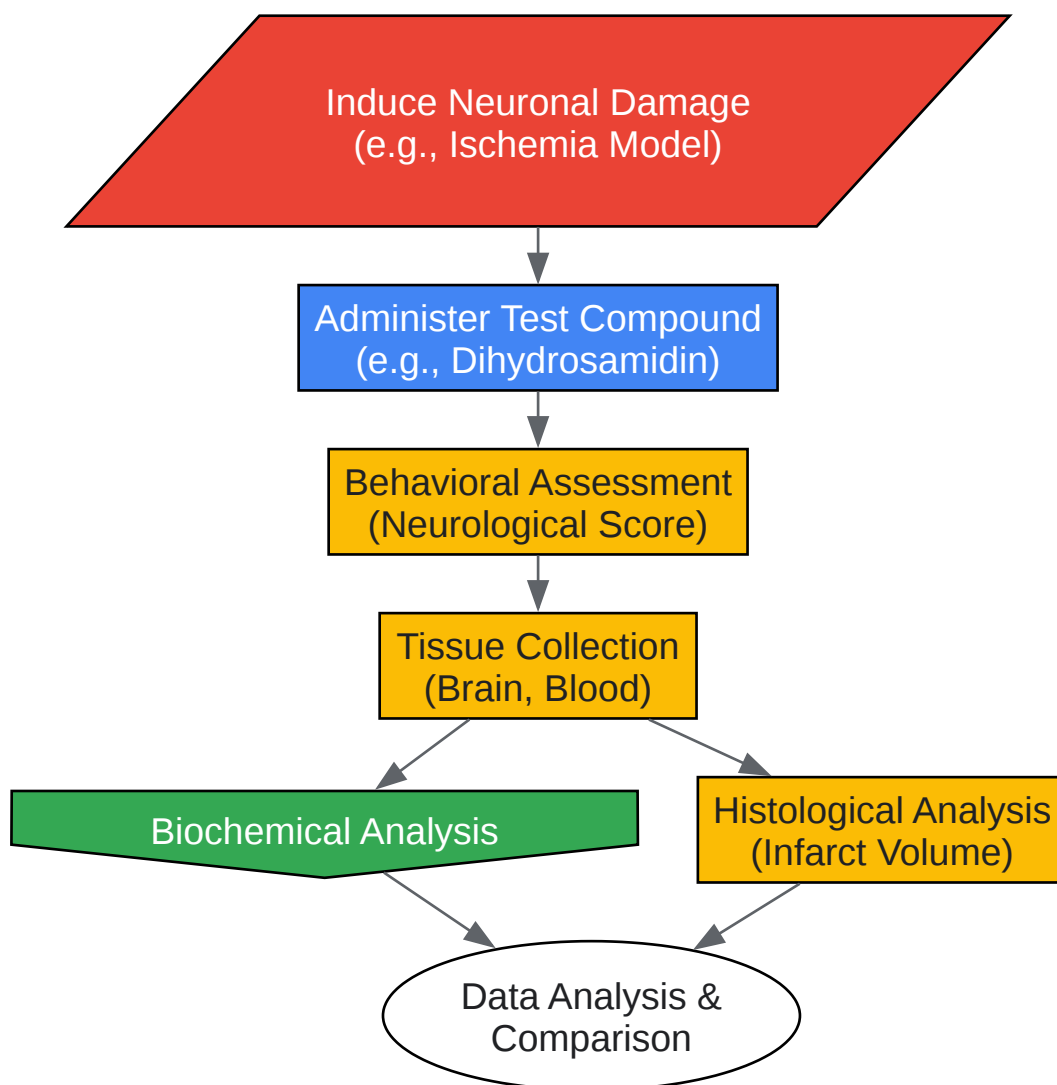 Induce Neuronal Damage
(e.g., Ischemia Model)
Administer Test Compound
(e.g., Dihydrosamidin)
Behavioral Assessment
(Neurological Score)
Tissue Collection
(Brain, Blood)
Biochemical Analysis
Histological Analysis
(Infarct Volume)
Data Analysis &
Comparison